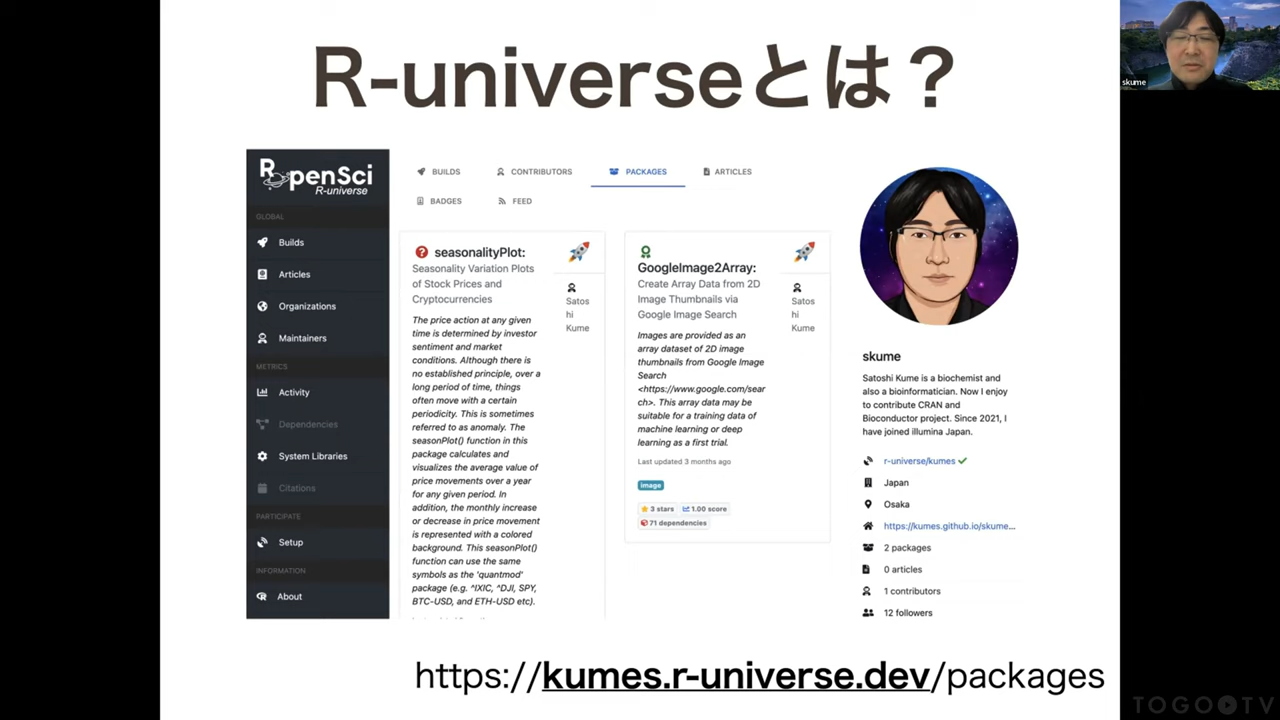 R-universeとは？
skume
R
OpenSci
R-universe
GLOBAL
Builds
Articles
Organizations
Maintainers
METRICS
Activity
Dependencies
System Libraries
Citations
PARTICIPATE
Setup
INFORMATION
About
BUILDS
CONTRIBUTORS
PACKAGES
ARTICLES
BADGES
FEED
seasonalityPlot:
Seasonality Variation Plots
of Stock Prices and
Cryptocurrencies
The price action at any given
time is determined by investor
sentiment and market
conditions. Although there is
no established principle, over a
long period of time, things
often move with a certain
periodicity. This is sometimes
referred to as anomaly. The
seasonPlot() function in this
package calculates and
visualizes the average value of
price movements over a year
for any given period. In
addition, the monthly increase
or decrease in price movement
is represented with a colored
background. This seasonPlot()
function can use the same
symbols as the 'quantmod'
package (e.g. ^IXIC, ^DJI, SPY,
BTC-USD, and ETH-USD etc).
Satos
hi
Kume
GoogleImage2Array:
Create Array Data from 2D
Image Thumbnails via
Google Image Search
Images are provided as an
array dataset of 2D image
thumbnails from Google Image
Search
<https://www.google.com/sear
ch>. This array data may be
suitable for a training data of
machine learning or deep
learning as a first trial.
Last updated 3 months ago
image
3 stars
1.00 score
71 dependencies
Satos
hi
Kume
skume
Satoshi Kume is a biochemist and
also a bioinformatician. Now I enjoy
to contribute CRAN and
Bioconductor project. Since 2021, I
have joined illumina Japan.
r-universe/kumes
Japan
Osaka
https://kumes.github.io/skume...
2 packages
0 articles
1 contributors
12 followers
https://kumes.r-universe.dev/packages
TOGO TV